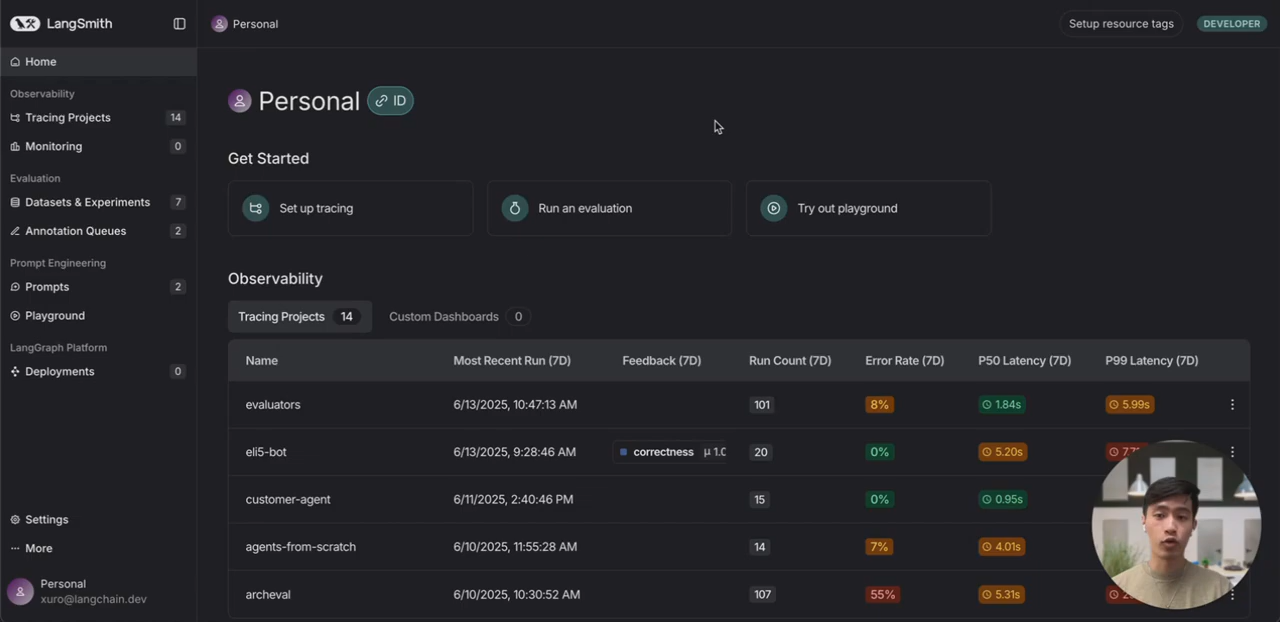 LangSmith
Personal
Setup resource tags
DEVELOPER
Home
Observability
Tracing Projects 14
Monitoring 0
Evaluation
Datasets & Experiments 7
Annotation Queues 2
Prompt Engineering
Prompts 2
Playground
LangGraph Platform
Deployments 0
Settings
More
Personal
xuro@langchain.dev
Personal
ID
Get Started
Set up tracing
Run an evaluation
Try out playground
Observability
Tracing Projects 14
Custom Dashboards 0
Name Most Recent Run (7D) Feedback (7D) Run Count (7D) Error Rate (7D) P50 Latency (7D) P99 Latency (7D)
evaluators 6/13/2025, 10:47:13 AM 101 8% 1.84s 5.99s
eli5-bot 6/13/2025, 9:28:46 AM correctness μ 20 0% 5.20s
customer-agent 6/11/2025, 2:40:46 PM 15 0% 0.95s
agents-from-scratch 6/10/2025, 11:55:28 AM 14 7% 4.01s
archeval 6/10/2025, 10:30:52 AM 107 55% 5.31s